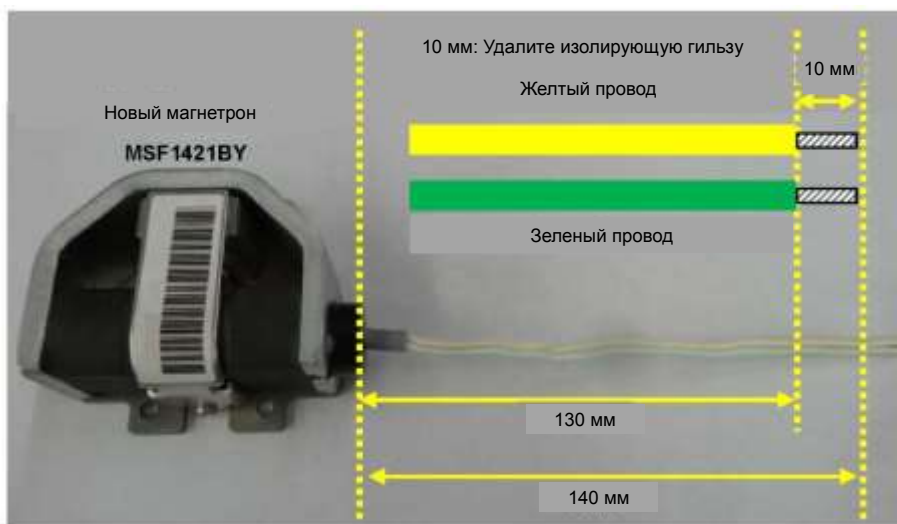 10 мм: Удалите изолирующую гильзу
10 мм
Желтый провод
Новый магнетрон
MSF1421BY
Зеленый провод
130 мм
140 мм